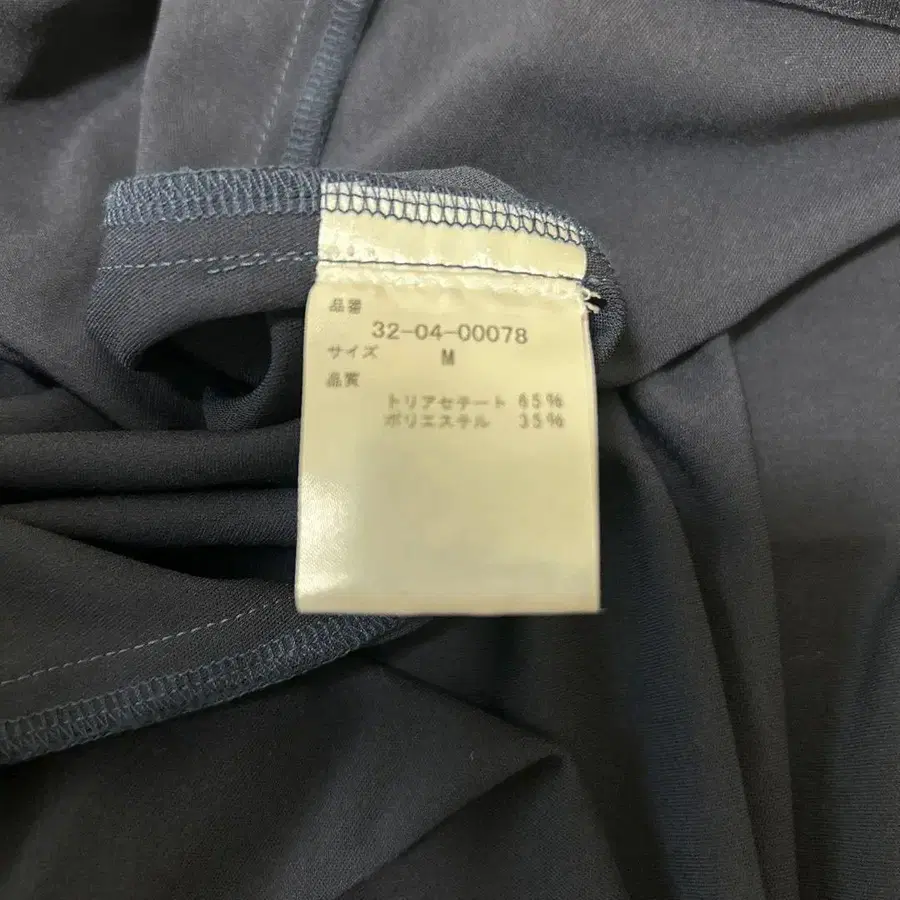 品番
32-04-00078
サイズ M
品質
トリアセテート 65%
ポリエステル 35%